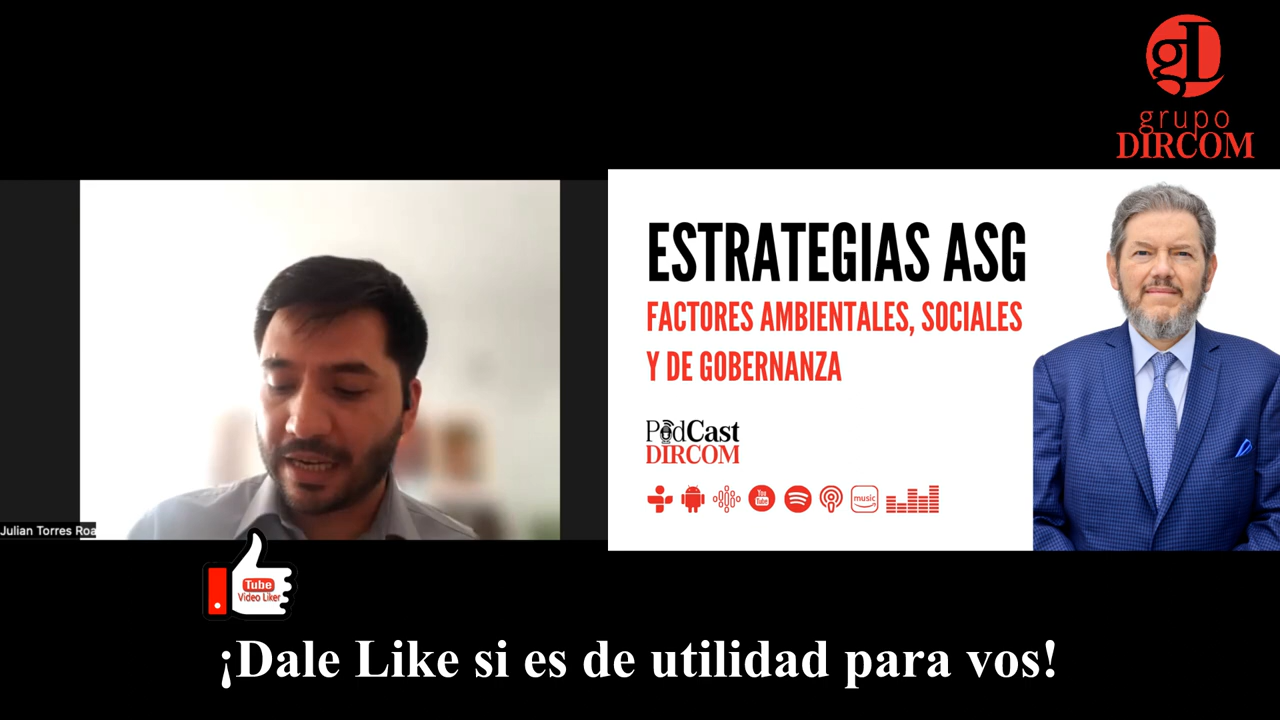 gD
grupo
DIRCOM
ESTRATEGIAS ASG
FACTORES AMBIENTALES, SOCIALES
Y DE GOBERNANZA
PodCast
DIRCOM
You
Tube
music
Julian Torres Roa
Tube
Video Liker
¡Dale Like si es de utilidad para vos!